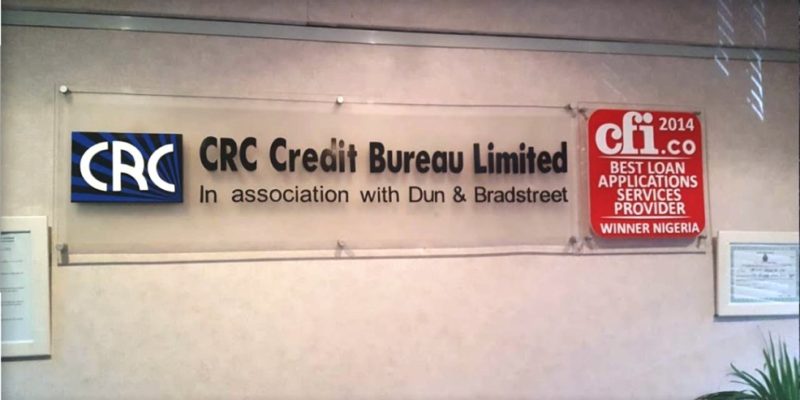 CRC
CRC Credit Bureau Limited
In association with Dun & Bradstreet
cfi.co
2014
BEST LOAN
APPLICATIONS
SERVICES
PROVIDER
WINNER NIGERIA